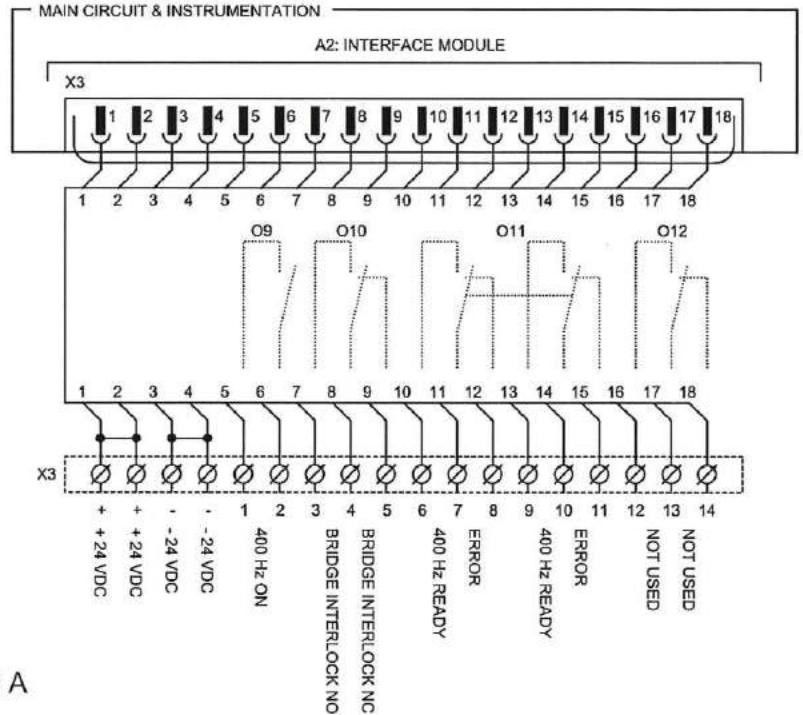 MAIN CIRCUIT & INSTRUMENTATION
A2: INTERFACE MODULE
X3
1 2 3 4 5 6 7 8 9 10 11 12 13 14 15 16 17 18
1 2 3 4 5 6 7 8 9 10 11 12 13 14 15 16 17 18
O9 O10 O11 O12
1 2 3 4 5 6 7 8 9 10 11 12 13 14 15 16 17 18
X3
+ + - - 1 2 3 4 5 6 7 8 9 10 11 12 13 14
+ 24 VDC
+ 24 VDC
- 24 VDC
- 24 VDC
400 Hz ON
BRIDGE INTERLOCK NO
BRIDGE INTERLOCK NC
400 Hz READY
ERROR
400 Hz READY
ERROR
NOT USED
NOT USED
A